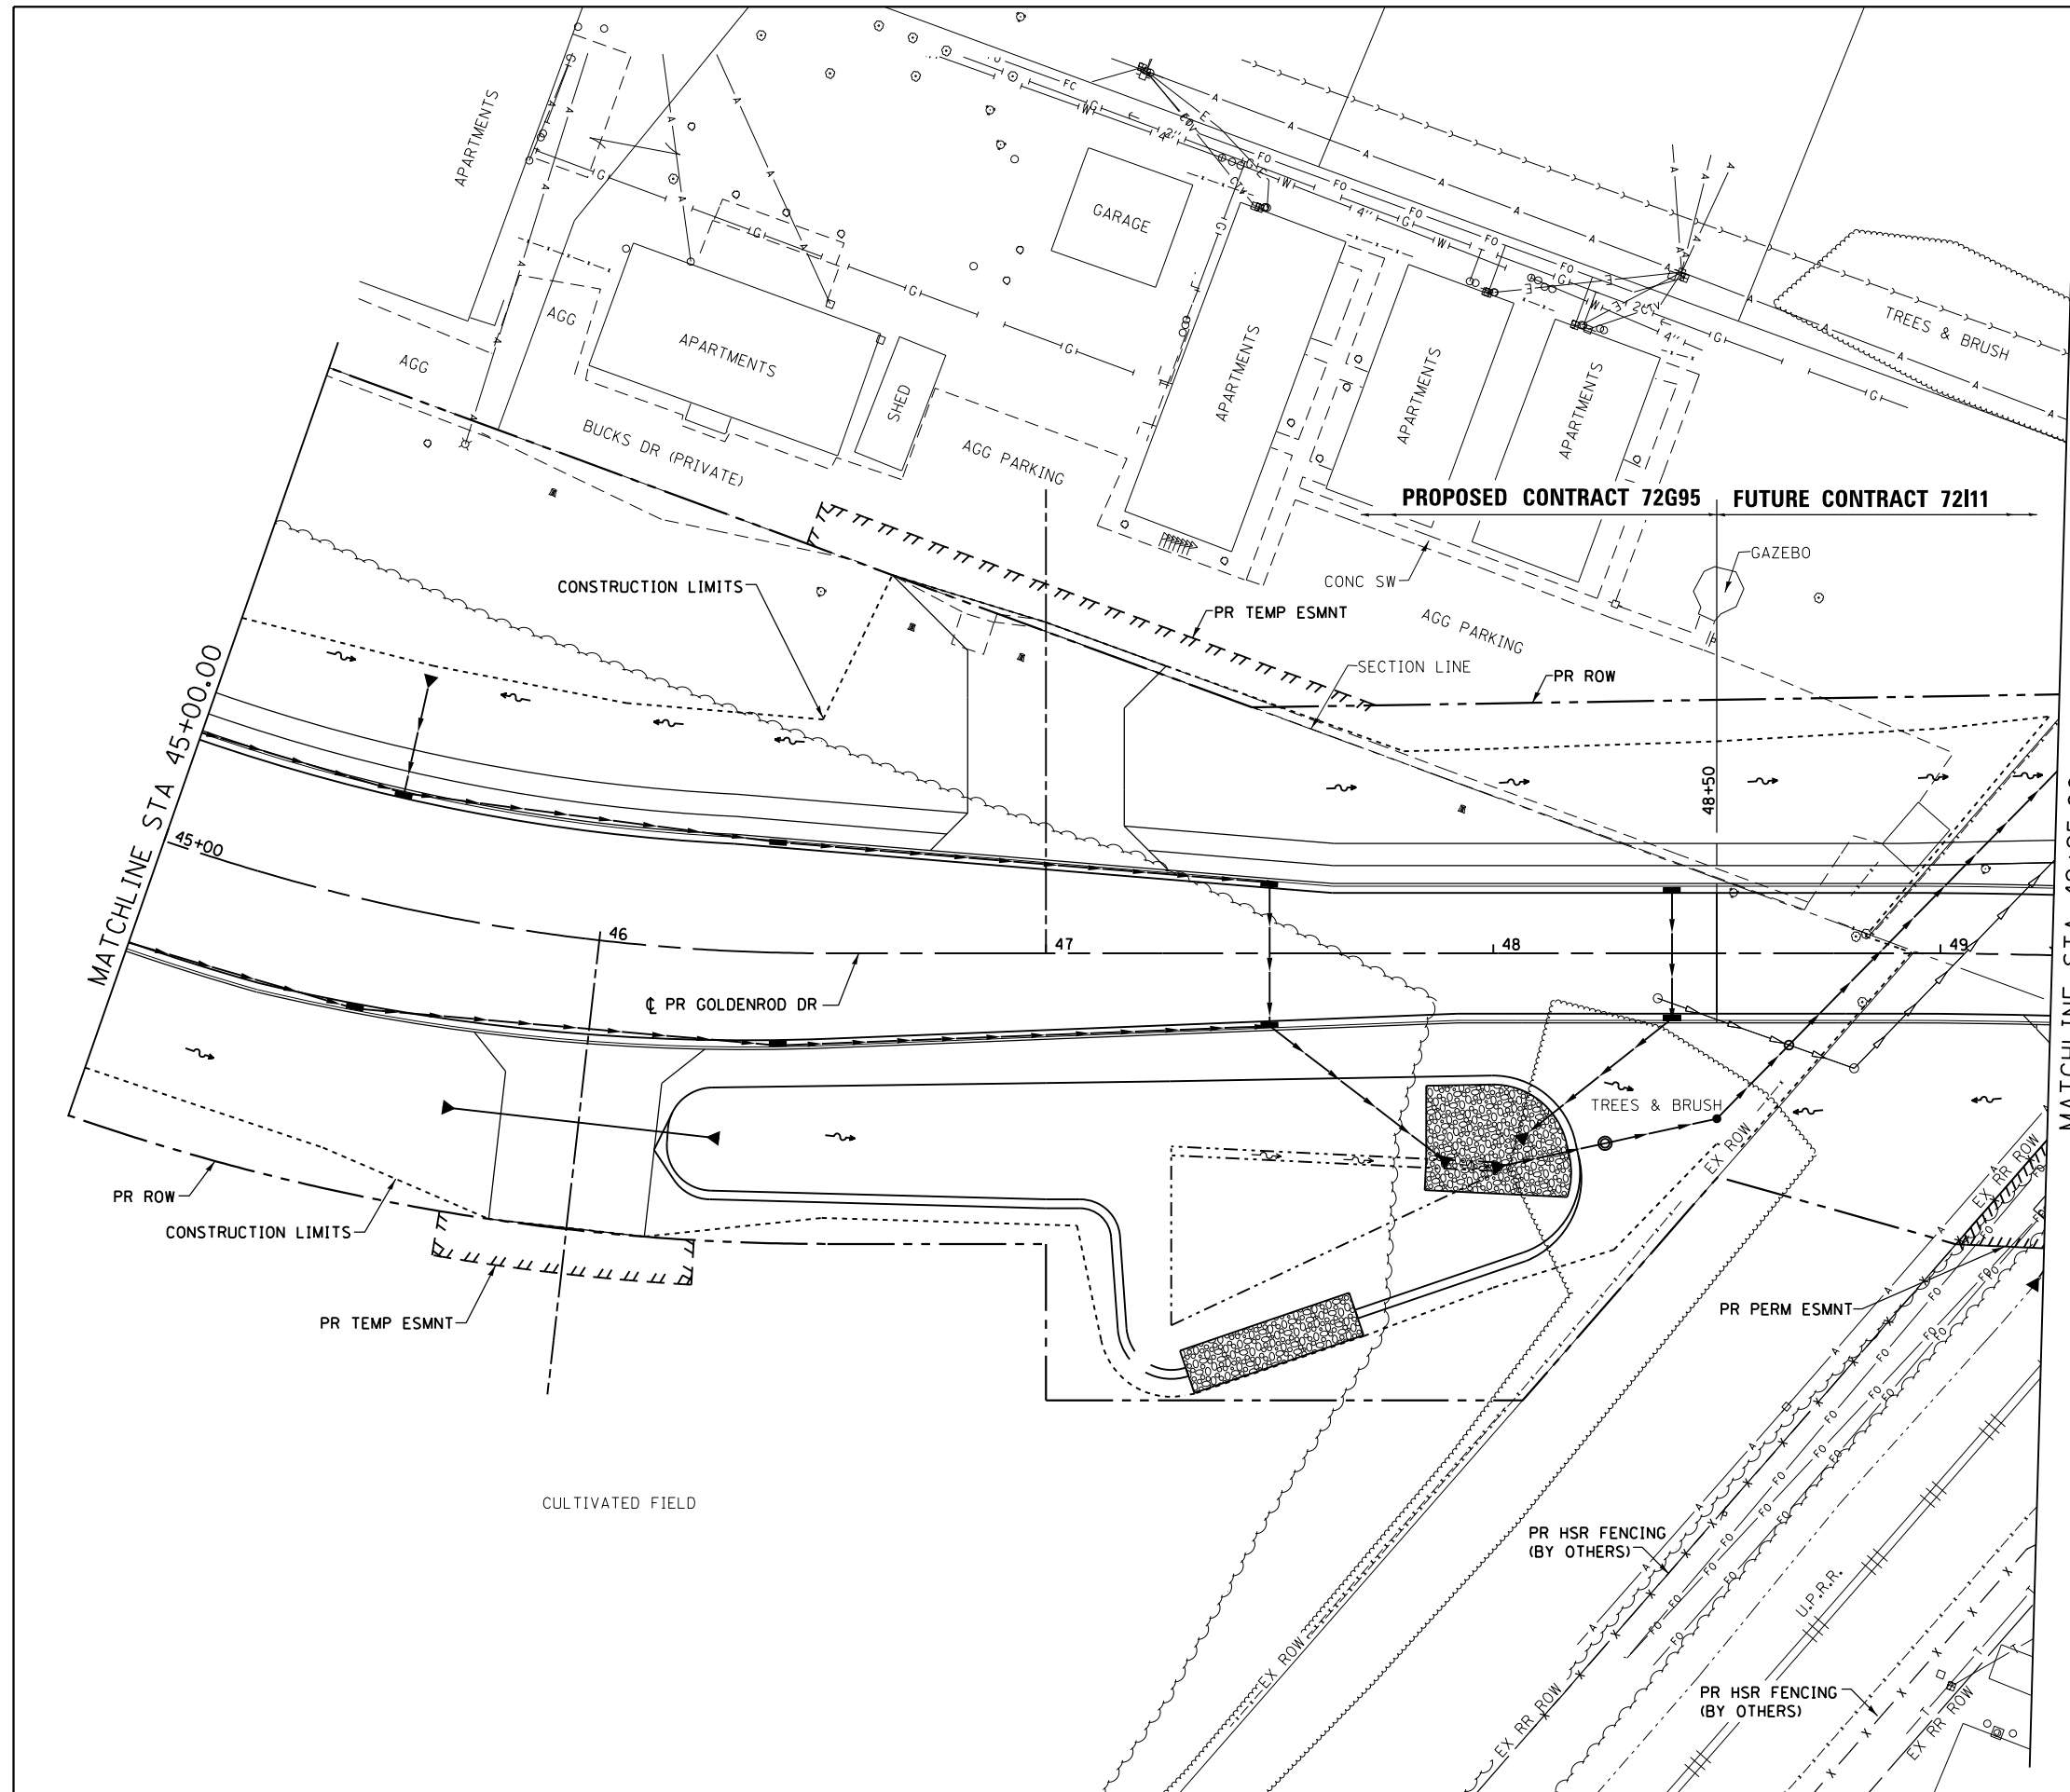 APARTMENTS
GARAGE
AGG
AGG
APARTMENTS
SHED
BUCKS DR (PRIVATE)
AGG PARKING
APARTMENTS
APARTMENTS
APARTMENTS
TREES & BRUSH
PROPOSED CONTRACT 72G95
FUTURE CONTRACT 72I11
GAZEBO
CONC SW
AGG PARKING
CONSTRUCTION LIMITS
PR TEMP ESMNT
SECTION LINE
PR ROW
MATCHLINE STA 45+00.00
45+00
46
47
48
48+50
49
℄ PR GOLDENROD DR
TREES & BRUSH
EX ROW
EX RR ROW
PR ROW
CONSTRUCTION LIMITS
PR TEMP ESMNT
PR PERM ESMNT
CULTIVATED FIELD
PR HSR FENCING
(BY OTHERS)
U.P.R.R.
EX ROW
EX RR ROW
PR HSR FENCING
(BY OTHERS)
EX RR ROW